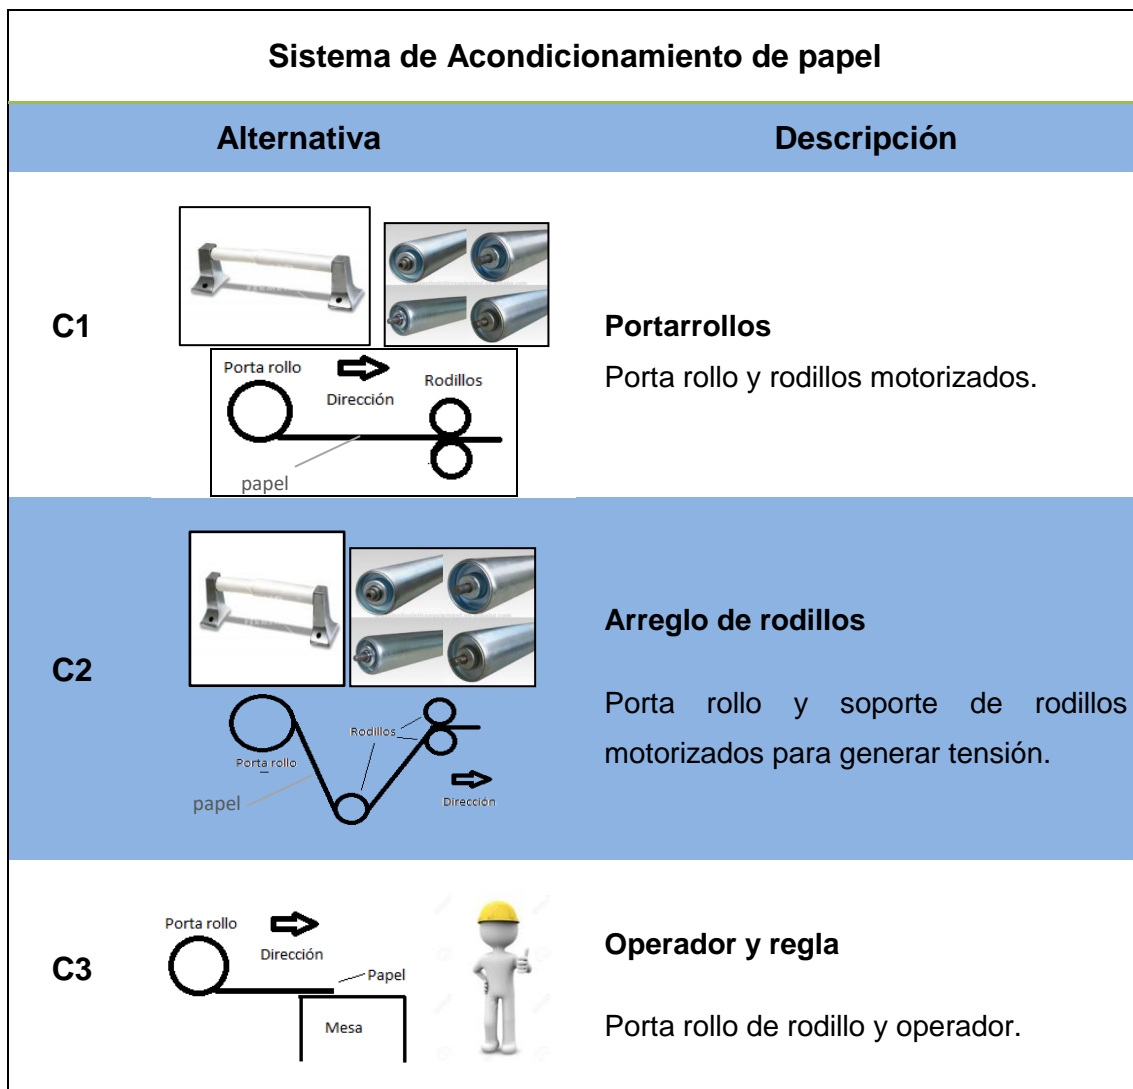 Sistema de Acondicionamiento de papel
Alternativa
Descripción
C1
Porta rollo
Dirección
Rodillos
papel
Portarrollos
Porta rollo y rodillos motorizados.
C2
Rodillos
Porta rollo
papel
Dirección
Arreglo de rodillos
Porta rollo y soporte de rodillos
motorizados para generar tensión.
C3
Porta rollo
Dirección
Papel
Mesa
Operador y regla
Porta rollo de rodillo y operador.